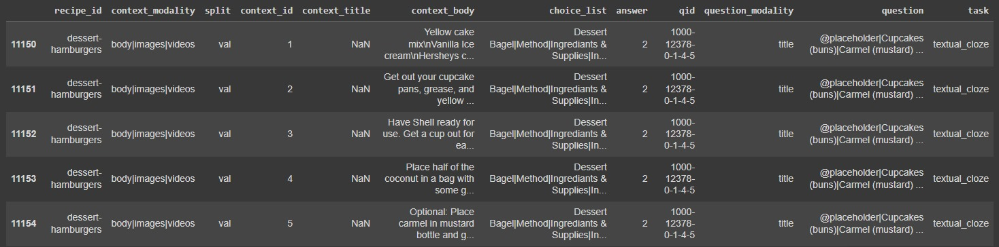 recipe_id context_modality split context_id context_title context_body choice_list answer qid question_modality question task
11150 dessert-hamburgers body|images|videos val 1 NaN Yellow cake mix\nVanilla Ice cream\nHersheys c... Dessert Bagel|Method|Ingrediants & Supplies|In... 2 1000-12378-0-1-4-5 title @placeholder|Cupcakes (buns)|Carmel (mustard) ... textual_cloze
11151 dessert-hamburgers body|images|videos val 2 NaN Get out your cupcake pans, grease, and yellow ... Dessert Bagel|Method|Ingrediants & Supplies|In... 2 1000-12378-0-1-4-5 title @placeholder|Cupcakes (buns)|Carmel (mustard) ... textual_cloze
11152 dessert-hamburgers body|images|videos val 3 NaN Have Shell ready for use. Get a cup out for ea... Dessert Bagel|Method|Ingrediants & Supplies|In... 2 1000-12378-0-1-4-5 title @placeholder|Cupcakes (buns)|Carmel (mustard) ... textual_cloze
11153 dessert-hamburgers body|images|videos val 4 NaN Place half of the coconut in a bag with some g... Dessert Bagel|Method|Ingrediants & Supplies|In... 2 1000-12378-0-1-4-5 title @placeholder|Cupcakes (buns)|Carmel (mustard) ... textual_cloze
11154 dessert-hamburgers body|images|videos val 5 NaN Optional: Place carmel in mustard bottle and g... Dessert Bagel|Method|Ingrediants & Supplies|In... 2 1000-12378-0-1-4-5 title @placeholder|Cupcakes (buns)|Carmel (mustard) ... textual_cloze